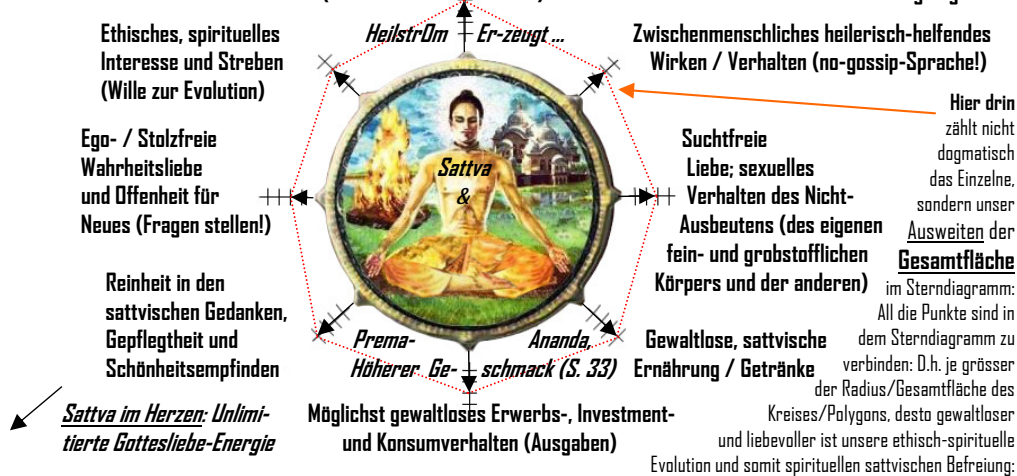 HeilstrOm Er-zeugt ...
Ethisches, spirituelles
Interesse und Streben
(Wille zur Evolution)
Zwischenmenschliches heilerisch-helfendes
Wirken / Verhalten (no-gossip-Sprache!)
Ego- / Stolzfreie
Wahrheitsliebe
und Offenheit für
Neues (Fragen stellen!)
Sattva
&
Suchtfreie
Liebe; sexuelles
Verhalten des Nicht-
Ausbeutens (des eigenen
fein- und grobstofflichen
Körpers und der anderen)
Hier drin
zählt nicht
dogmatisch
das Einzelne,
sondern unser
Ausweiten der
Gesamtfläche
im Sterndiagramm:
All die Punkte sind in
dem Sterndiagramm zu
verbinden: D.h. je grösser
der Radius/Gesamtfläche des
Kreises/Polygons, desto gewaltloser
und liebevoller ist unsere ethisch-spirituelle
Evolution und somit spirituellen sattvischen Befreiung:
Reinheit in den
sattvischen Gedanken,
Gepflegtheit und
Schönheitsempfinden
Prema- Ananda,
Höherer Ge- schmack (S. 33)
Gewaltlose, sattvische
Ernährung / Getränke
Sattva im Herzen: Unlimi-
tierte Gottesliebe-Energie
Möglichst gewaltloses Erwerbs-, Investment-
und Konsumverhalten (Ausgaben)